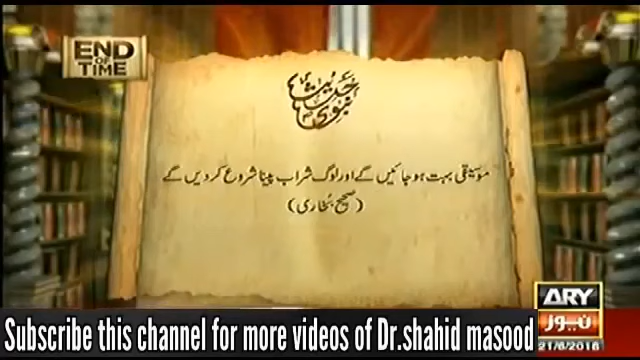 END
OF
TIME
حدیث نبوی
موسیقی بہت ہو جائیں گے اور لوگ شراب پینا شروع کر دیں گے
(صحیح بخاری)
ARY
نیوز
21/6/2016
Subscribe this channel for more videos of Dr.shahid masood